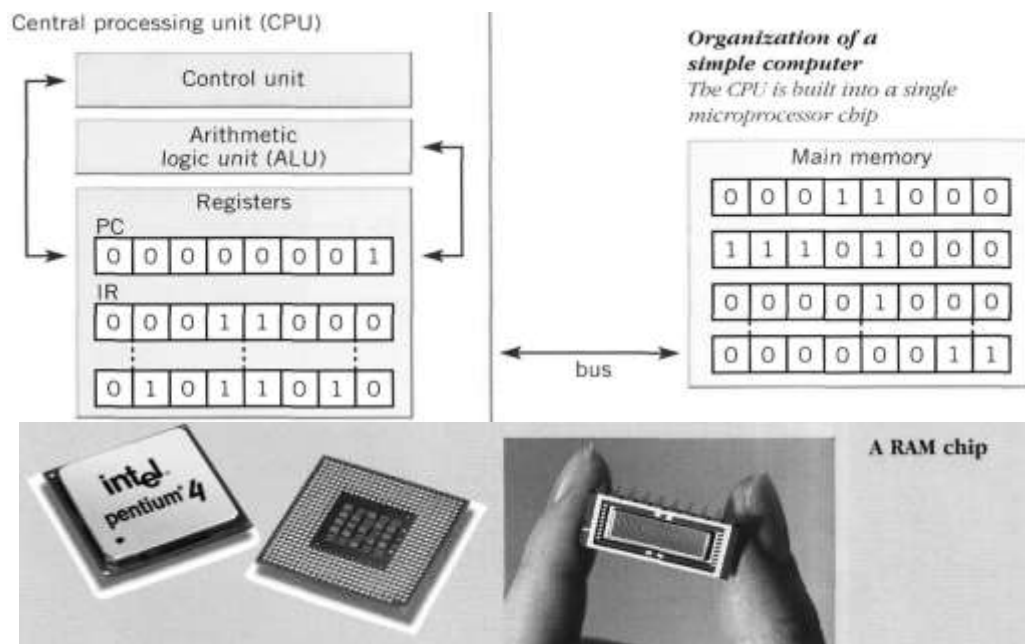 Central processing unit (CPU)
Control unit
Arithmetic
logic unit (ALU)
Registers
PC
0 0 0 0 0 0 0 1
IR
0 0 0 1 1 0 0 0
0 1 0 1 1 0 1 0
bus
Organization of a
simple computer
The CPU is built into a single
microprocessor chip
Main memory
0 0 0 1 1 0 0 0
1 1 1 0 1 0 0 0
0 0 0 0 1 0 0 0
0 0 0 0 0 0 1 1
intel
pentium 4
A RAM chip